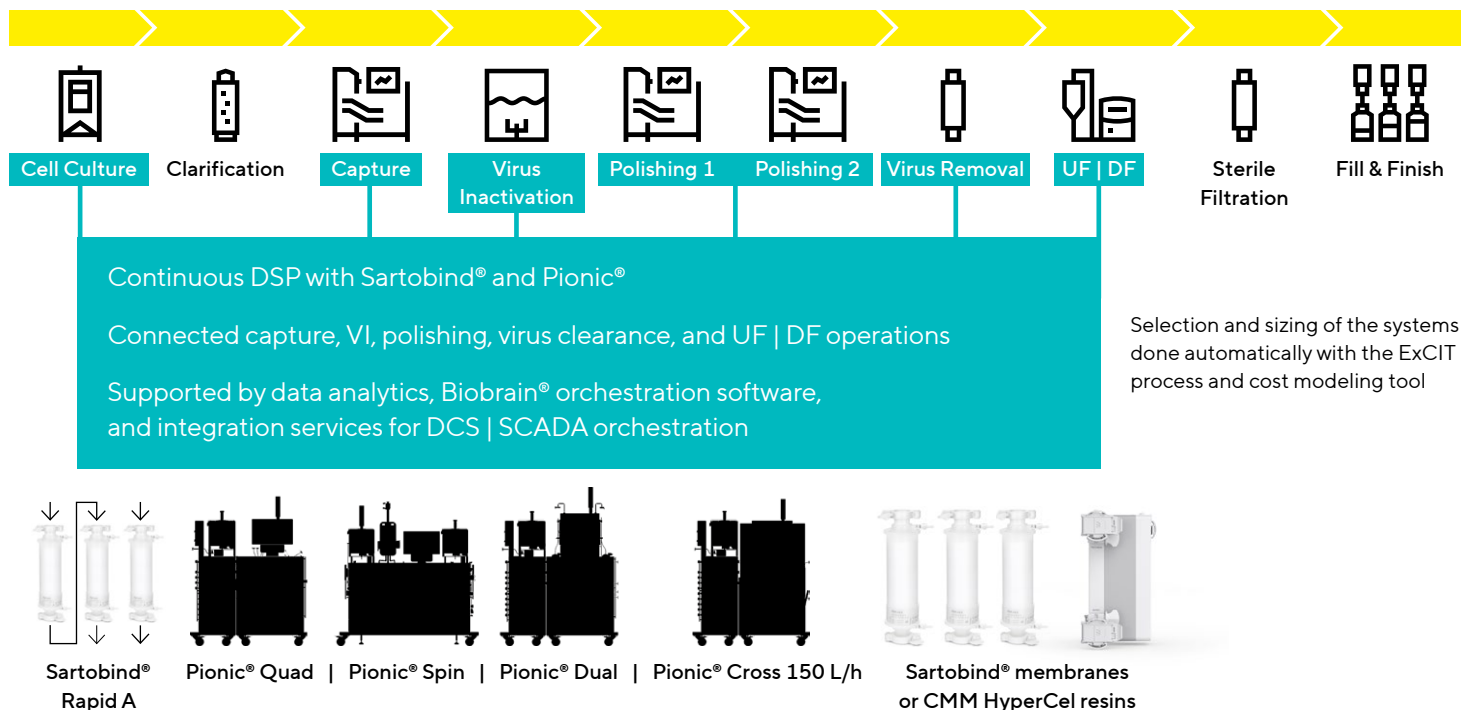 Cell Culture
Clarification
Capture
Virus
Inactivation
Polishing 1
Polishing 2
Virus Removal
UF | DF
Sterile
Filtration
Fill & Finish
Continuous DSP with Sartobind® and Pionic®
Connected capture, VI, polishing, virus clearance, and UF | DF operations
Supported by data analytics, Biobrain® orchestration software,
and integration services for DCS | SCADA orchestration
Selection and sizing of the systems
done automatically with the ExCIT
process and cost modeling tool
Sartobind®
Rapid A
Pionic® Quad | Pionic® Spin | Pionic® Dual | Pionic® Cross 150 L/h
Sartobind® membranes
or CMM HyperCel resins